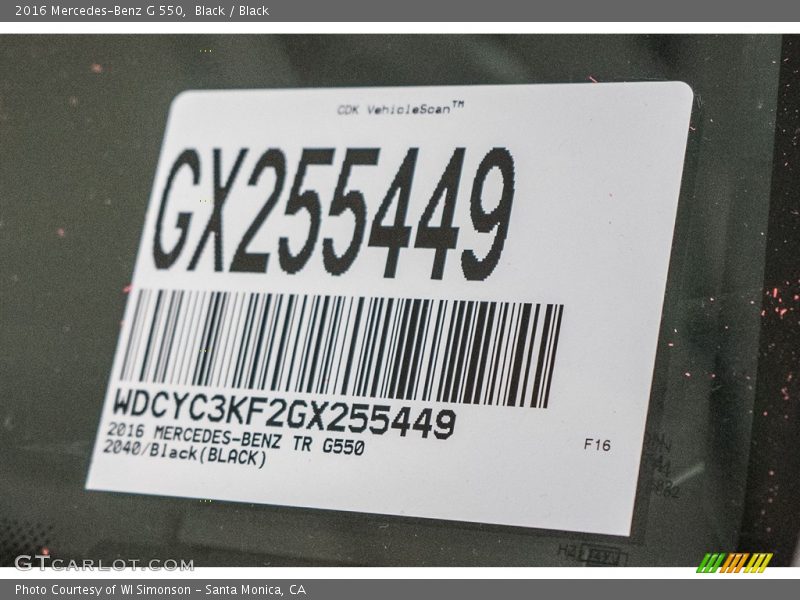 2016 Mercedes-Benz G 550, Black / Black
CDK VehicleScan™
GX255449
WDCYC3KF2GX255449
2016 MERCEDES-BENZ TR G550
2040/Black(BLACK)
F16
GTCARLOT.COM
Photo Courtesy of WI Simonson - Santa Monica, CA